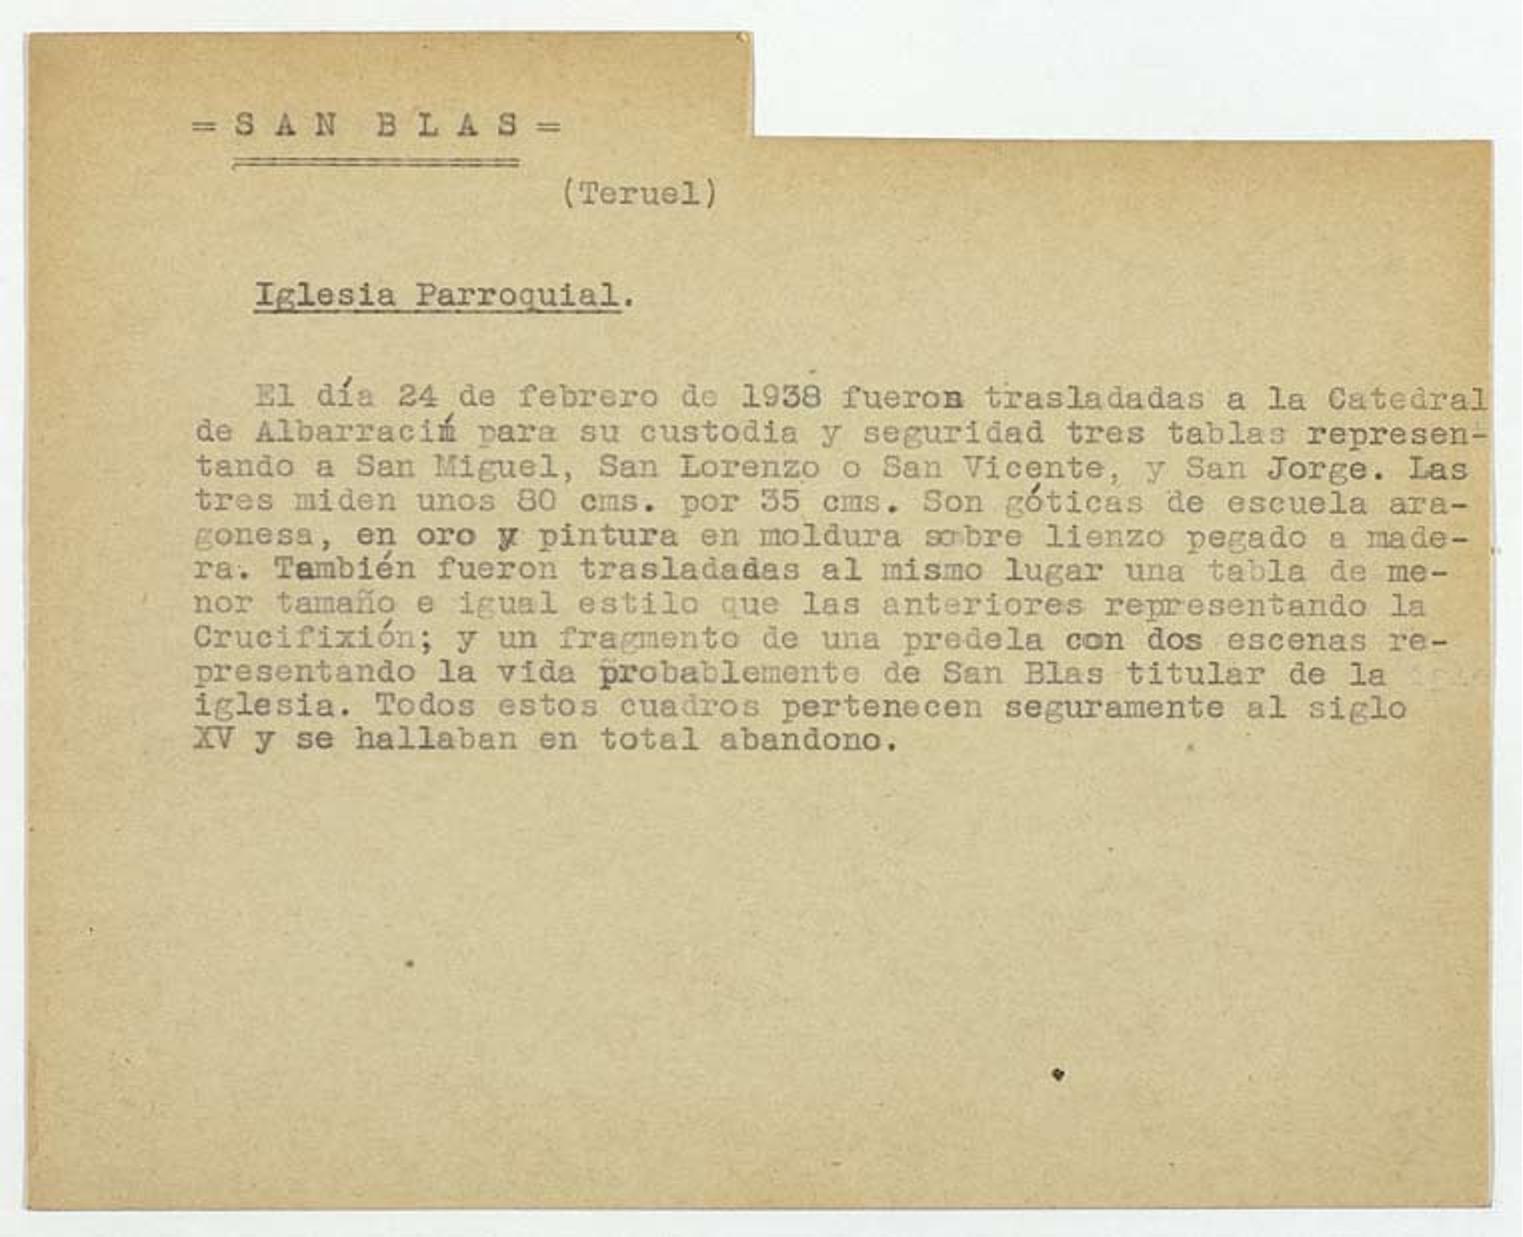 = S A N  B L A S =
(Teruel)
Iglesia Parroquial.
El día 24 de febrero de 1938 fueron trasladadas a la Catedral
de Albarracín para su custodia y seguridad tres tablas represen-
tando a San Miguel, San Lorenzo o San Vicente, y San Jorge. Las
tres miden unos 80 cms. por 35 cms. Son góticas de escuela ara-
gonesa, en oro y pintura en moldura sobre lienzo pegado a made-
ra. También fueron trasladadas al mismo lugar una tabla de me-
nor tamaño e igual estilo que las anteriores representando la
Crucifixión; y un fragmento de una predela con dos escenas re-
presentando la vida probablemente de San Blas titular de la
iglesia. Todos estos cuadros pertenecen seguramente al siglo
XV y se hallaban en total abandono.